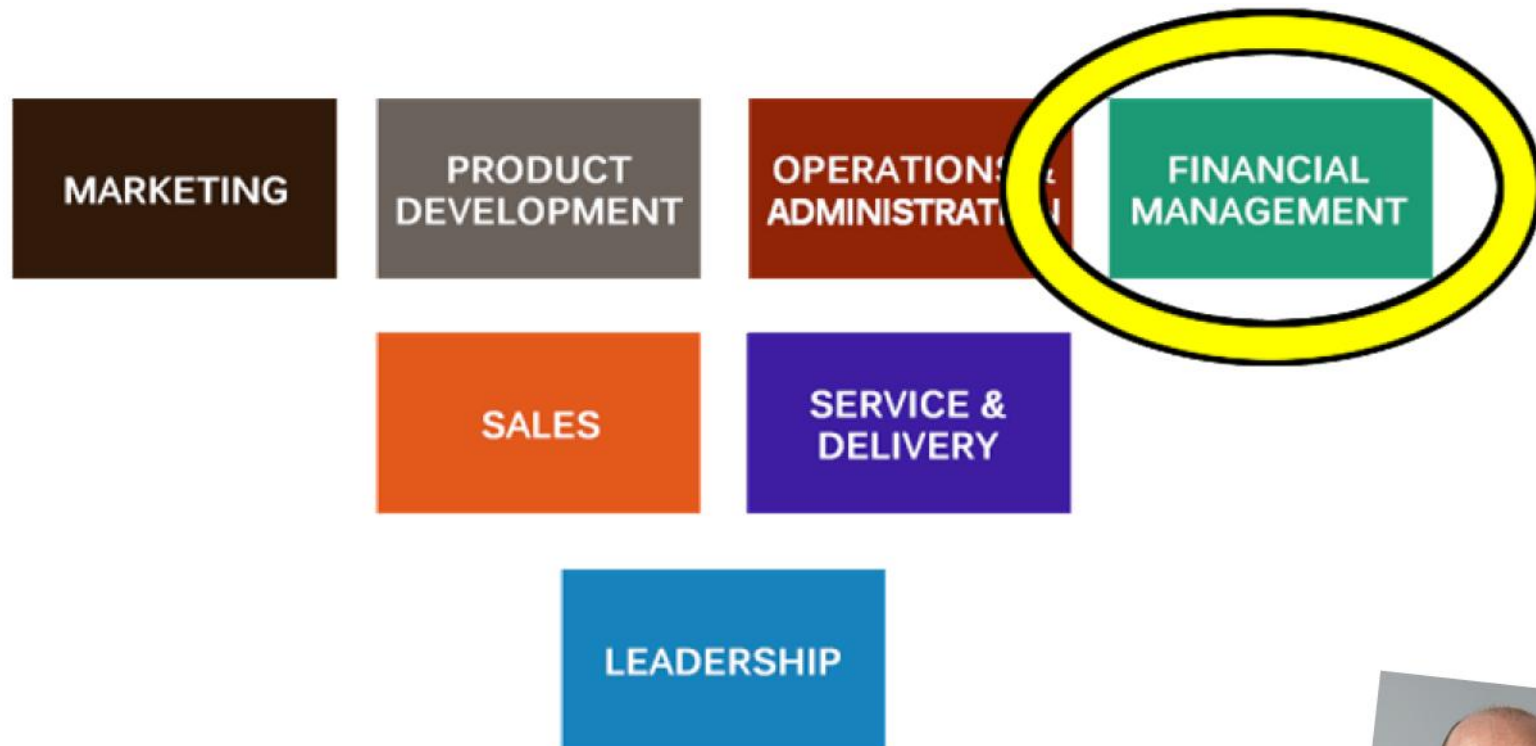 MARKETING
PRODUCT
DEVELOPMENT
OPERATIONS &
ADMINISTRATION
FINANCIAL
MANAGEMENT
SALES
SERVICE &
DELIVERY
LEADERSHIP